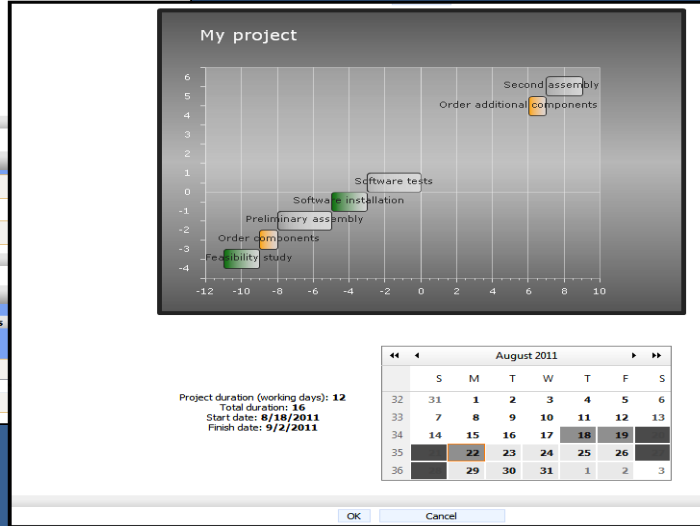 My project
6
5
4
3
2
1
0
-1
-2
-3
-4
Second assembly
Order additional components
Software tests
Software installation
Preliminary assembly
Order components
Feasibility study
-12 -10 -8 -6 -4 -2 0 2 4 6 8 10
Project duration (working days): 12
Total duration: 16
Start date: 8/18/2011
Finish date: 9/2/2011
August 2011
S M T W T F S
32 31 1 2 3 4 5 6
33 7 8 9 10 11 12 13
34 14 15 16 17 18 19
35 22 23 24 25 26
36 29 30 31 1 2 3
OK Cancel